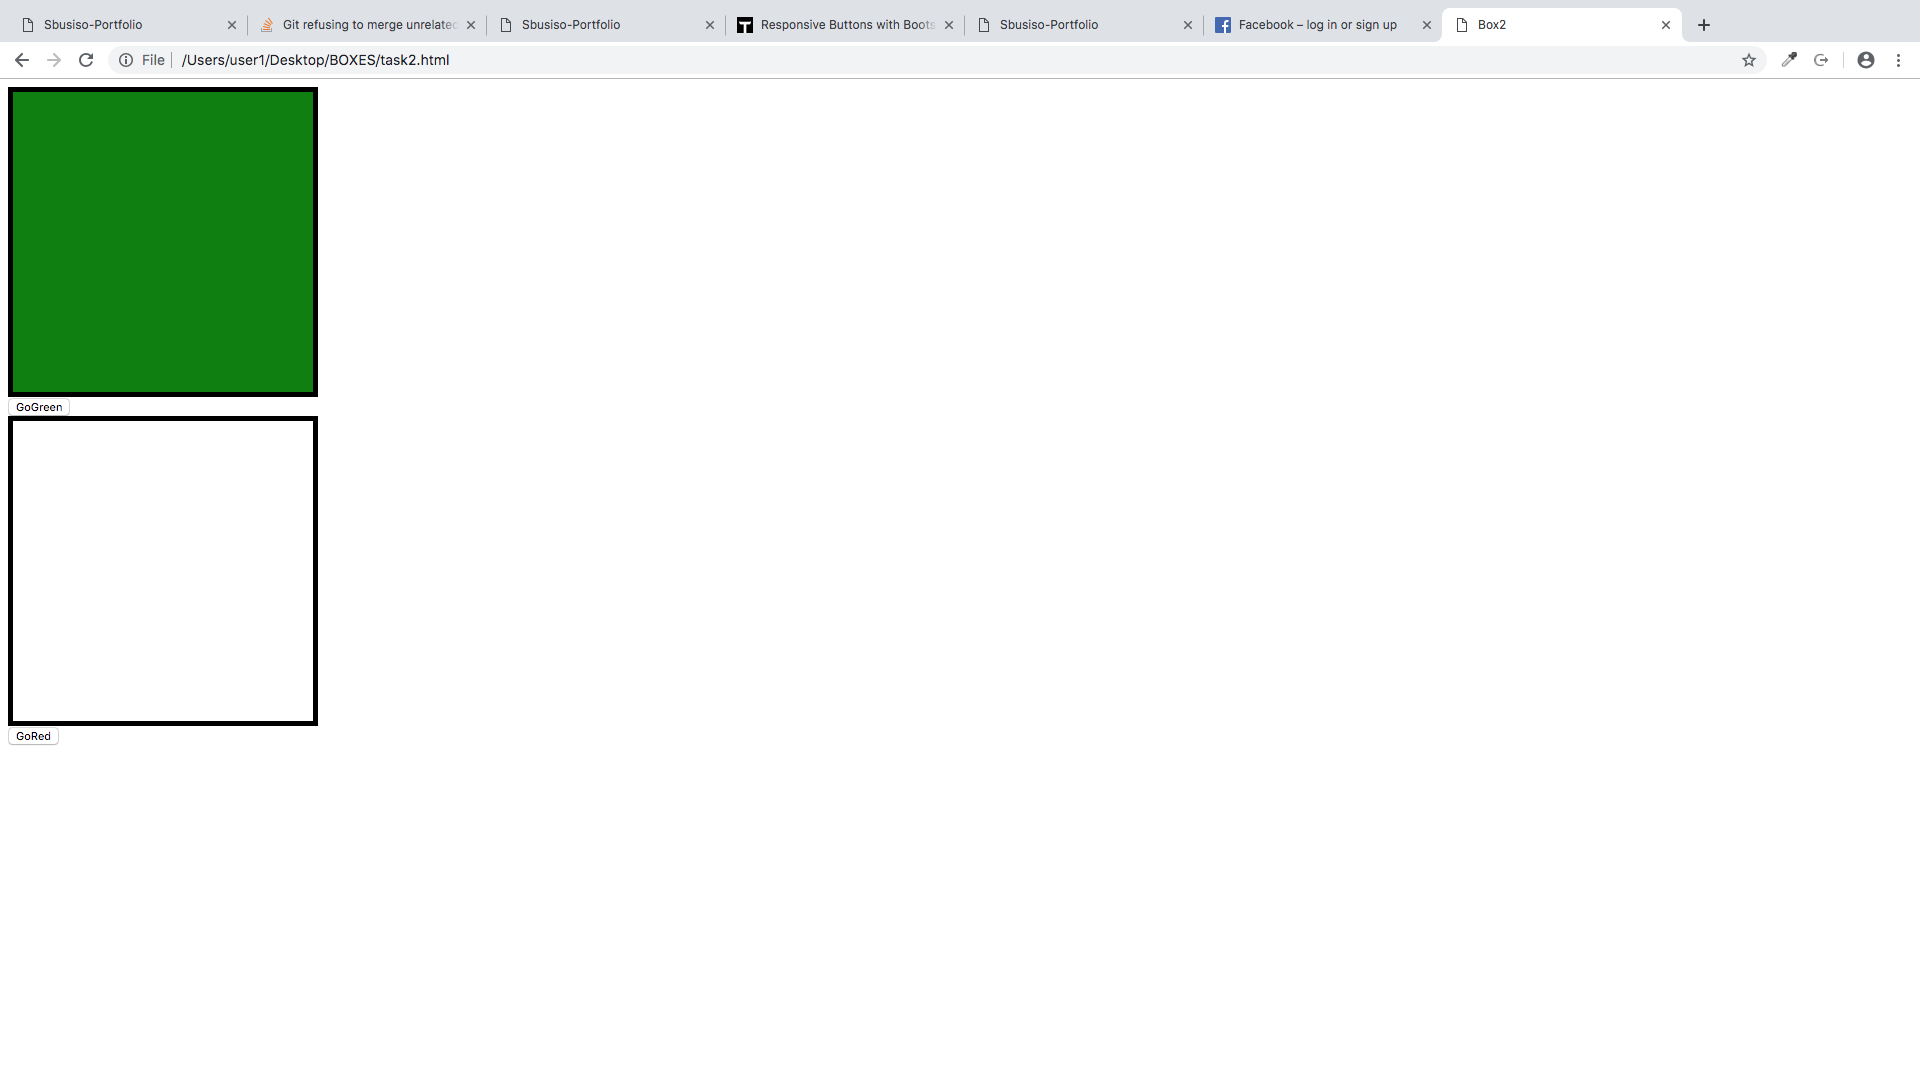 Sbusiso-Portfolio
Git refusing to merge unrelated
Sbusiso-Portfolio
Responsive Buttons with Boots
Sbusiso-Portfolio
Facebook – log in or sign up
Box2
File /Users/user1/Desktop/BOXES/task2.html
GoGreen
GoRed